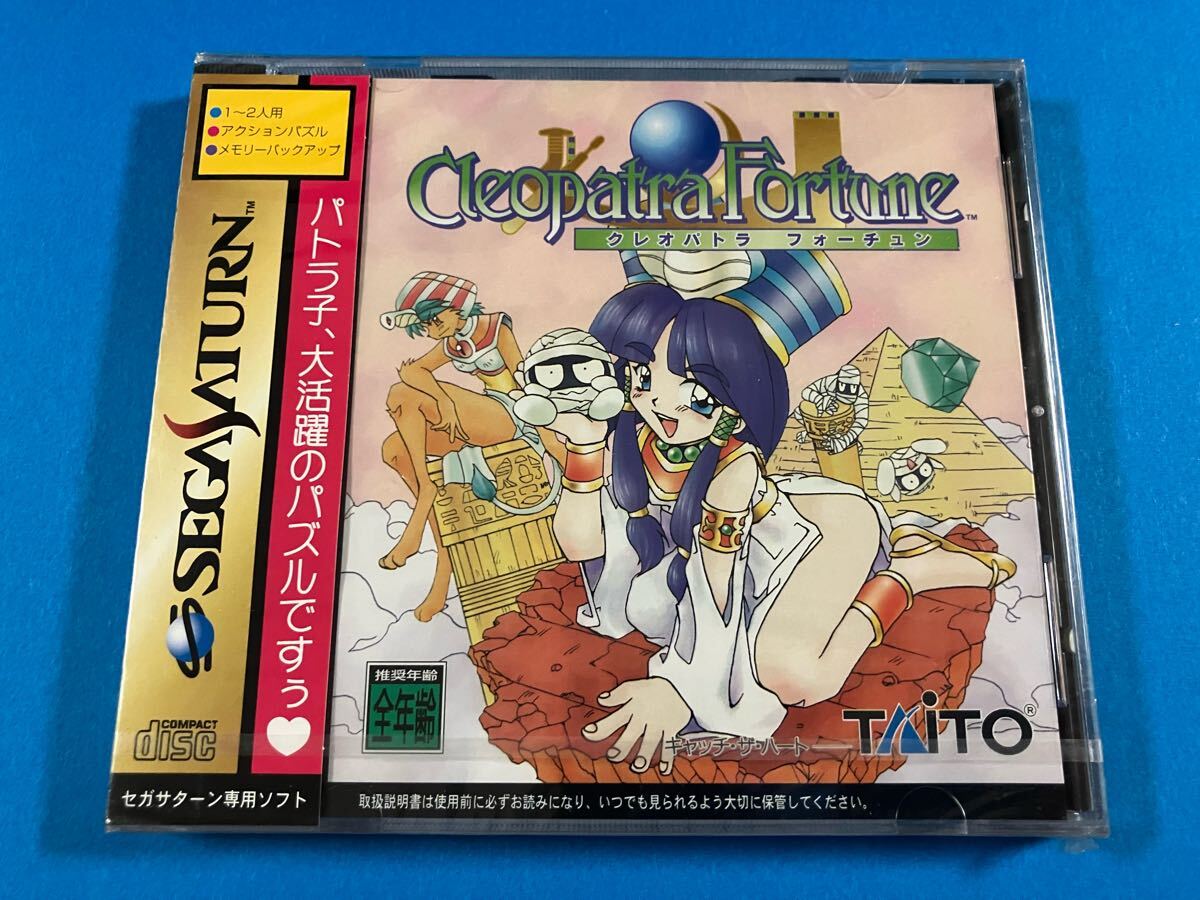 ●1〜2人用
●アクションパズル
●メモリーバックアップ
SEGA SATURN™
パトラ子、大活躍のパズルですぅ♥
COMPACT
disc
セガサターン専用ソフト
Cleopatra Fortune™
クレオパトラ フォーチュン
推奨年齢
全年齢
キャッチ・ザ・ハート
TAITO®
取扱説明書は使用前に必ずお読みになり、いつでも見られるよう大切に保管してください。